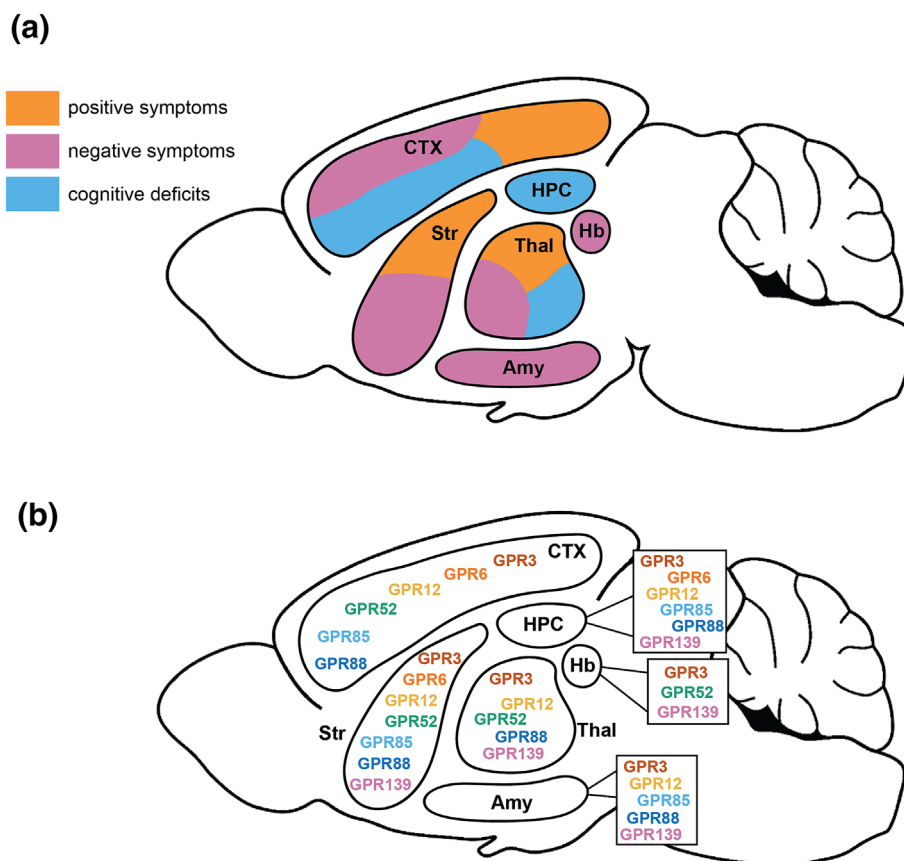 (a)
positive symptoms
negative symptoms
cognitive deficits
CTX
HPC
Str
Thal
Hb
Amy
(b)
CTX
GPR3
GPR6
GPR12
GPR52
GPR85
GPR88
HPC
GPR3
GPR6
GPR12
GPR85
GPR88
GPR139
Hb
GPR3
GPR52
GPR139
Str
GPR3
GPR6
GPR12
GPR52
GPR85
GPR88
GPR139
Thal
GPR3
GPR12
GPR52
GPR88
GPR139
Amy
GPR3
GPR12
GPR85
GPR88
GPR139